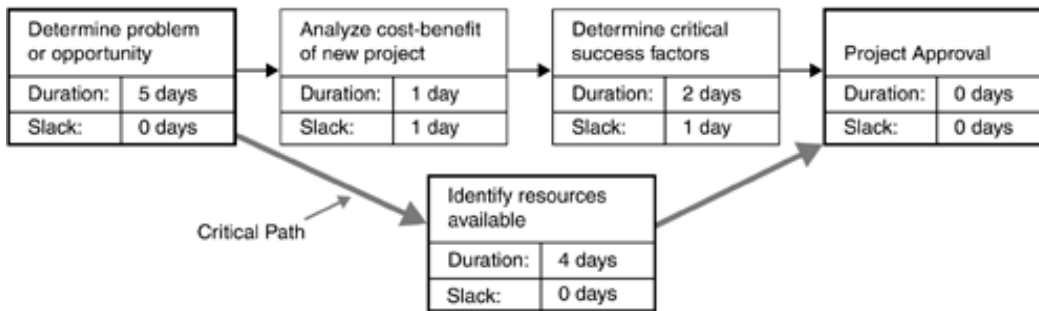 Determine problem
or opportunity
Duration: 5 days
Slack: 0 days
Analyze cost-benefit
of new project
Duration: 1 day
Slack: 1 day
Determine critical
success factors
Duration: 2 days
Slack: 1 day
Project Approval
Duration: 0 days
Slack: 0 days
Critical Path
Identify resources
available
Duration: 4 days
Slack: 0 days